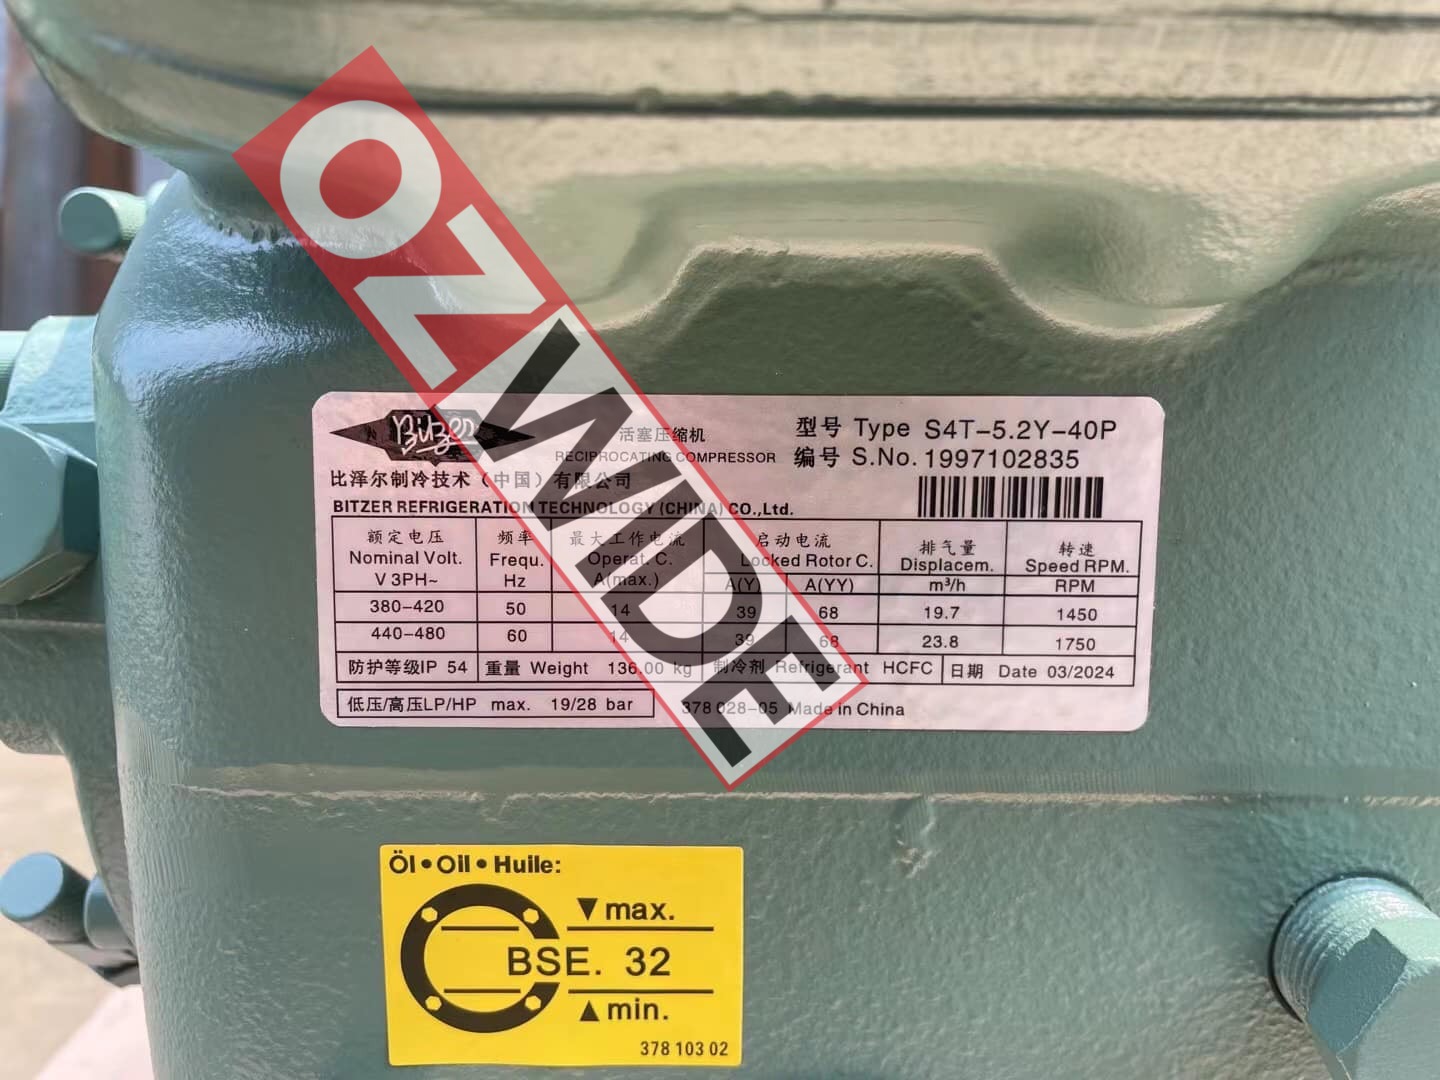 OZWIDE
Bitzer
活塞压缩机
RECIPROCATING COMPRESSOR
型号 Type S4T-5.2Y-40P
编号 S.No. 1997102835
比泽尔制冷技术（中国）有限公司
BITZER REFRIGERATION TECHNOLOGY (CHINA) CO.,Ltd.
额定电压 频率 最大工作电流 启动电流 排气量 转速
Nominal Volt. Frequ. Operat. C. Locked Rotor C. Displacem. Speed RPM.
V 3PH~ Hz A(max.) A(Y) A(YY) m³/h RPM
380-420 50 14 39 68 19.7 1450
440-480 60 14 39 68 23.8 1750
防护等级IP 54 重量 Weight 136.00 kg 制冷剂 Refrigerant HCFC 日期 Date 03/2024
低压/高压LP/HP max. 19/28 bar 378 028-05 Made in China
Öl • Oil • Huile:
▼ max.
BSE. 32
▲ min.
378 103 02